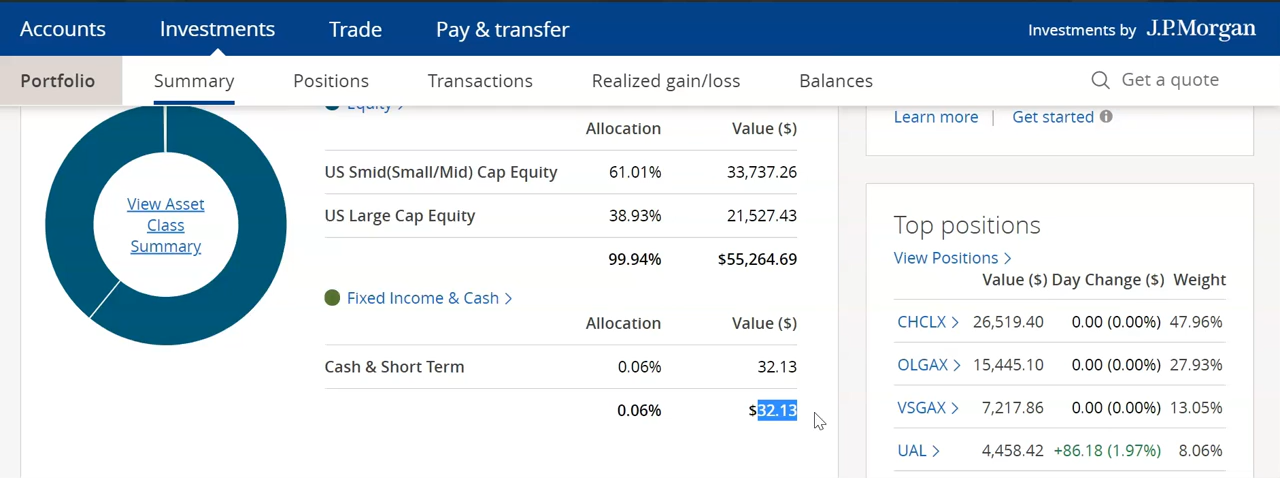 Accounts Investments Trade Pay & transfer Investments by J.P.Morgan
Portfolio Summary Positions Transactions Realized gain/loss Balances Get a quote
View Asset
Class
Summary
Equity >
Allocation Value ($)
US Smid(Small/Mid) Cap Equity 61.01% 33,737.26
US Large Cap Equity 38.93% 21,527.43
99.94% $55,264.69
Fixed Income & Cash >
Allocation Value ($)
Cash & Short Term 0.06% 32.13
0.06% $32.13
Learn more | Get started
Top positions
View Positions >
Value ($) Day Change ($) Weight
CHCLX > 26,519.40 0.00 (0.00%) 47.96%
OLGAX > 15,445.10 0.00 (0.00%) 27.93%
VSGAX > 7,217.86 0.00 (0.00%) 13.05%
UAL > 4,458.42 +86.18 (1.97%) 8.06%